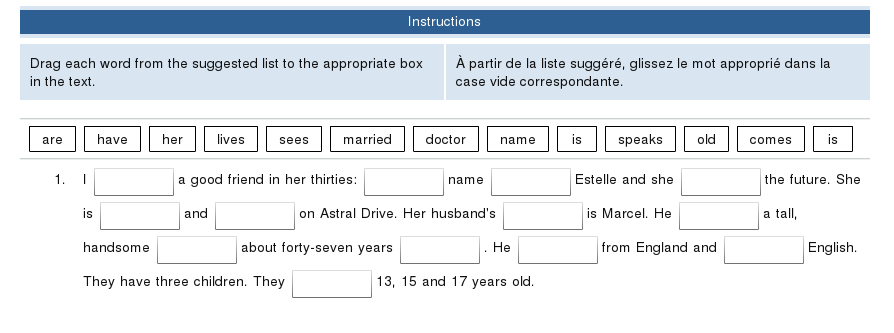 Instructions
Drag each word from the suggested list to the appropriate box
in the text.
À partir de la liste suggéré, glissez le mot approprié dans la
case vide correspondante.
are have her lives sees married doctor name is speaks old comes is
1. I a good friend in her thirties: name Estelle and she the future. She
is and on Astral Drive. Her husband's is Marcel. He a tall,
handsome about forty-seven years . He from England and English.
They have three children. They 13, 15 and 17 years old.